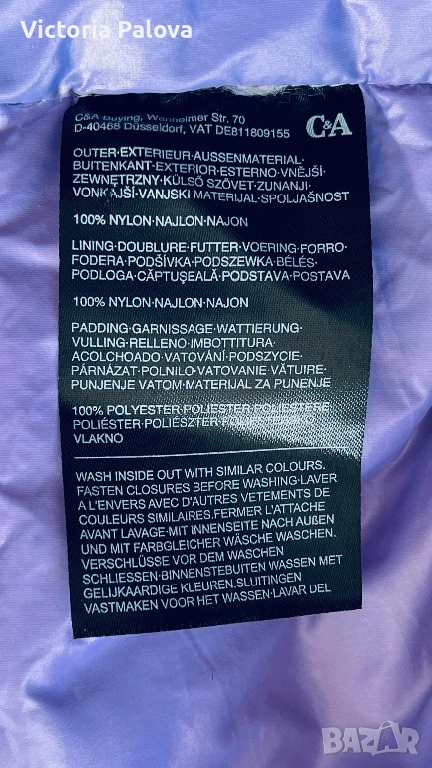 Victoria Palova
C&A Buying, Wanheimer Str. 70
D-40468 Düsseldorf, VAT DE811809155
C&A
OUTER·EXTERIEUR·AUSSENMATERIAL·
BUITENKANT·EXTERIOR·ESTERNO·VNĚJŠÍ·
ZEWNĘTRZNY·KÜLSŐ SZÖVET·ZUNANJI·
VONKAJŠÍ·VANJSKI MATERIJAL·SPOLJAŠNOST
100% NYLON·NAJLON·NAJON
LINING·DOUBLURE·FUTTER·VOERING·FORRO·
FODERA·PODŠÍVKA·PODSZEWKA·BÉLÉS·
PODLOGA·CĂPTUŞEALĂ·PODSTAVA·POSTAVA
100% NYLON·NAJLON·NAJON
PADDING·GARNISSAGE·WATTIERUNG·
VULLING·RELLENO·IMBOTTITURA·
ACOLCHOADO·VATOVÁNÍ·PODSZYCIE·
PÁRNÁZAT·POLNILO·VATOVANIE·VĂTUIRE·
PUNJENJE VATOM·MATERIJAL ZA PUNJENJE
100% POLYESTER·POLIESTER·POLIESTERE·
POLIÉSTER·POLIÉSZTER
VLAKNO
WASH INSIDE OUT WITH SIMILAR COLOURS.
FASTEN CLOSURES BEFORE WASHING·LAVER
A L'ENVERS AVEC D'AUTRES VETEMENTS DE
COULEURS SIMILAIRES.FERMER L'ATTACHE
AVANT LAVAGE·MIT INNENSEITE NACH AUßEN
UND MIT FARBGLEICHER WÄSCHE WASCHEN.
VERSCHLÜSSE VOR DEM WASCHEN
SCHLIESSEN·BINNENSTEBUITEN WASSEN MET
GELIJKAARDIGE KLEUREN.SLUITINGEN
VASTMAKEN VOOR HET WASSEN·LAVAR DEL
BAZAR